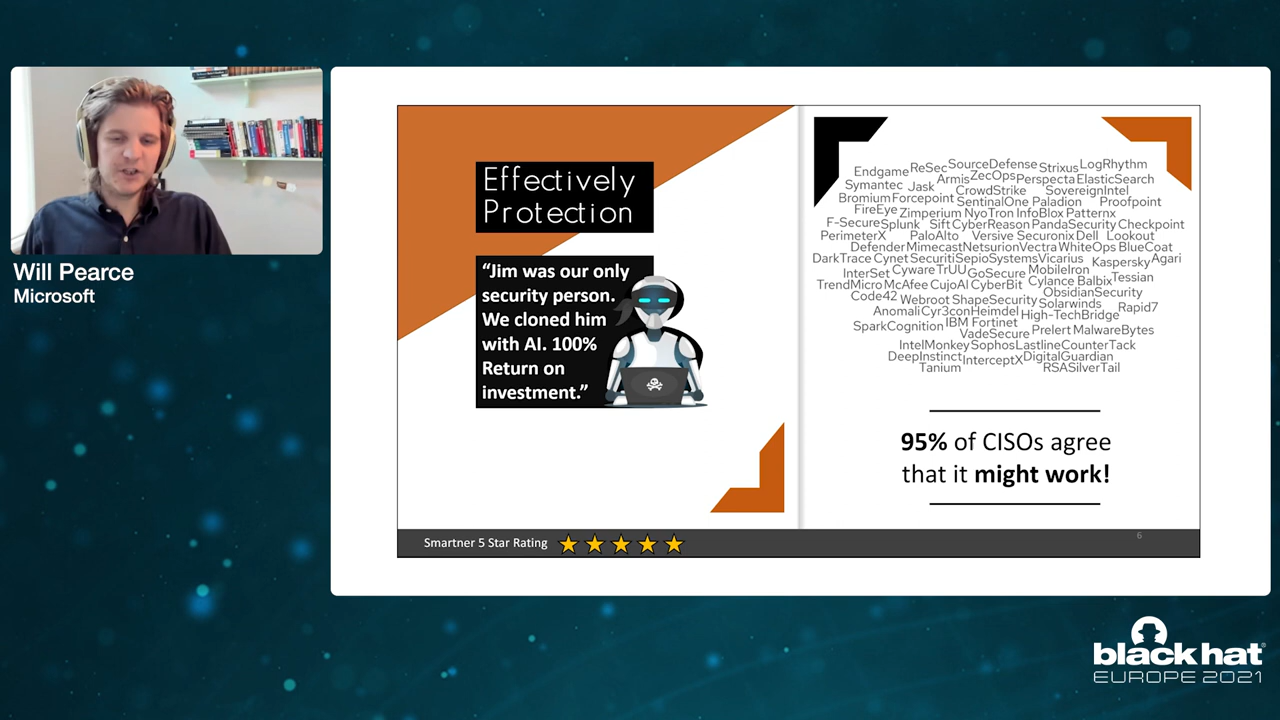 Will Pearce
Microsoft
Effectively
Protection
“Jim was our only
security person.
We cloned him
with AI. 100%
Return on
investment.”
Smartner 5 Star Rating
Endgame ReSec SourceDefense Strixus LogRhythm
Armis ZecOps Perspecta ElasticSearch
Symantec Jask CrowdStrike SovereignIntel
Bromium Forcepoint SentinelOne Paladion Proofpoint
FireEye Zimperium NyoTron InfoBlox Patternx
F-Secure Splunk Sift CyberReason PandaSecurity Checkpoint
PerimeterX PaloAlto Versive Securonix Dell Lookout
Defender Mimecast Netsurion Vectra WhiteOps BlueCoat
DarkTrace Cynet Securiti SepioSystems Vicarius Kaspersky Agari
InterSet Cyware TrUU GoSecure MobileIron Tessian
TrendMicro McAfee CujoAI CyberBit Cylance Balbix
Code42 Webroot ShapeSecurity ObsidianSecurity
Solarwinds Rapid7
Anomali Cyr3con Heimdel High-TechBridge
SparkCognition IBM Fortinet
VadeSecure Prelert MalwareBytes
IntelMonkey Sophos Lastline CounterTack
DeepInstinct InterceptX DigitalGuardian
Tanium RSA SilverTail
95% of CISOs agree
that it might work!
6
black hat
EUROPE 2021